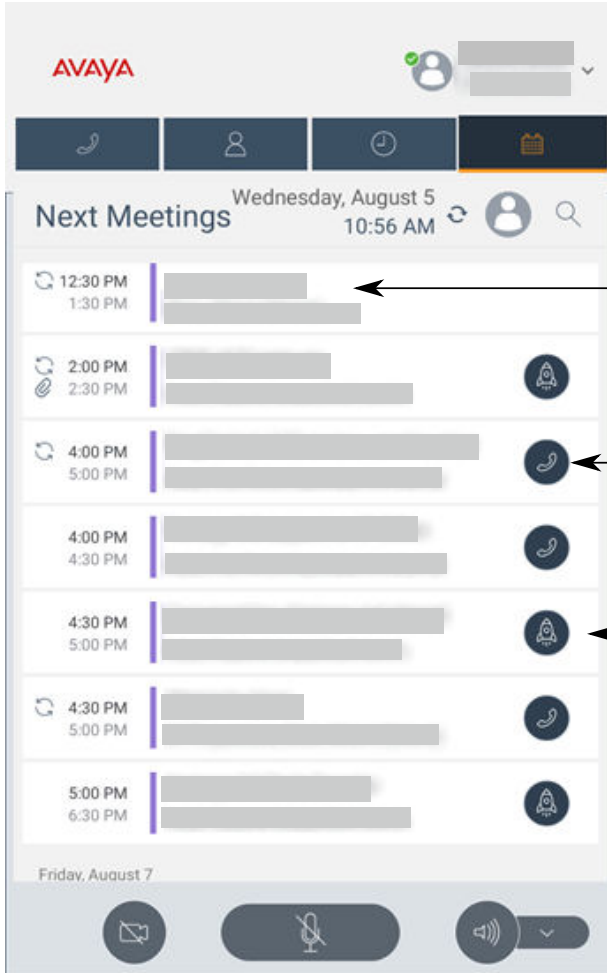 AVAYA
Next Meetings
Wednesday, August 5
10:56 AM
12:30 PM
1:30 PM
2:00 PM
2:30 PM
4:00 PM
5:00 PM
4:00 PM
4:30 PM
4:30 PM
5:00 PM
4:30 PM
5:00 PM
5:00 PM
6:30 PM
Friday, August 7